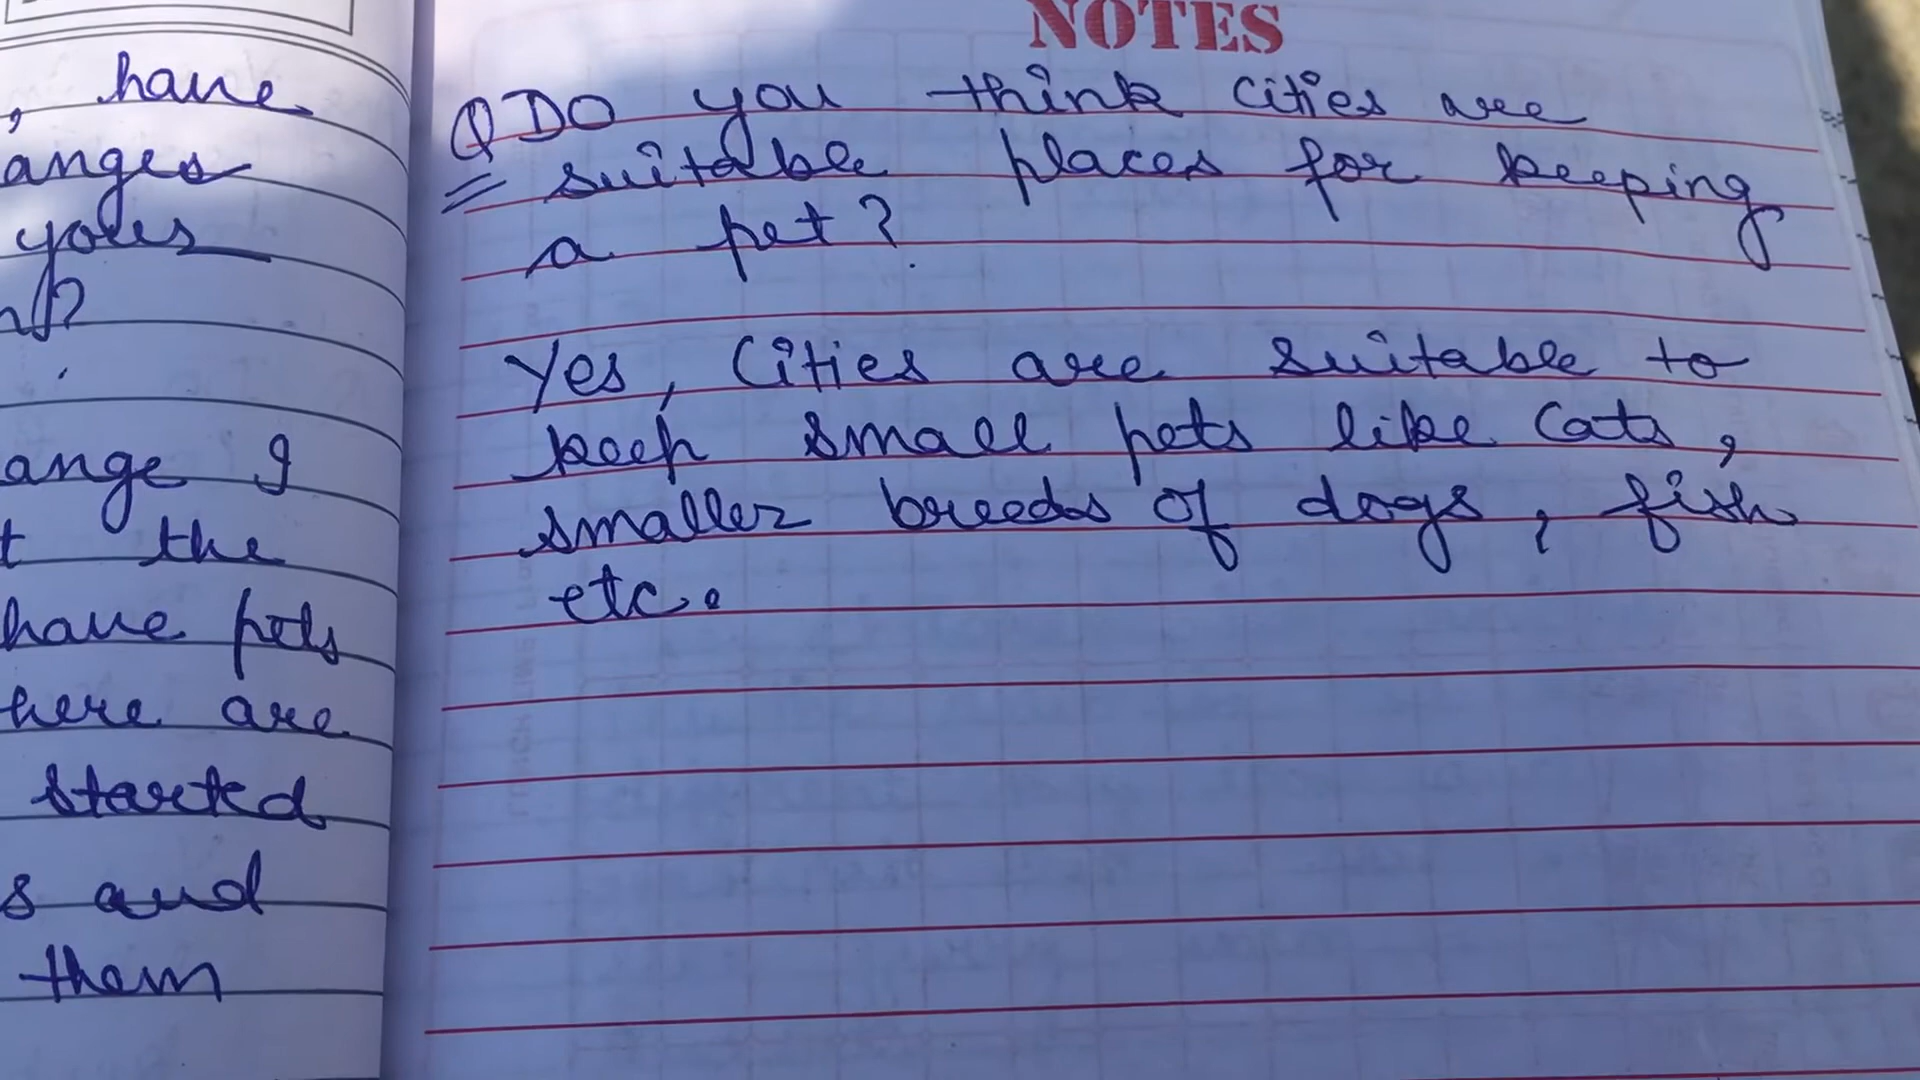 , have
anges
yours
?
ange I
t the
have pets
here are
started
s and
them
NOTES
Q DO you think cities are
suitable places for keeping
a pet?
Yes, Cities are suitable to
keep small pets like Cats,
smaller breeds of dogs, fish
etc.